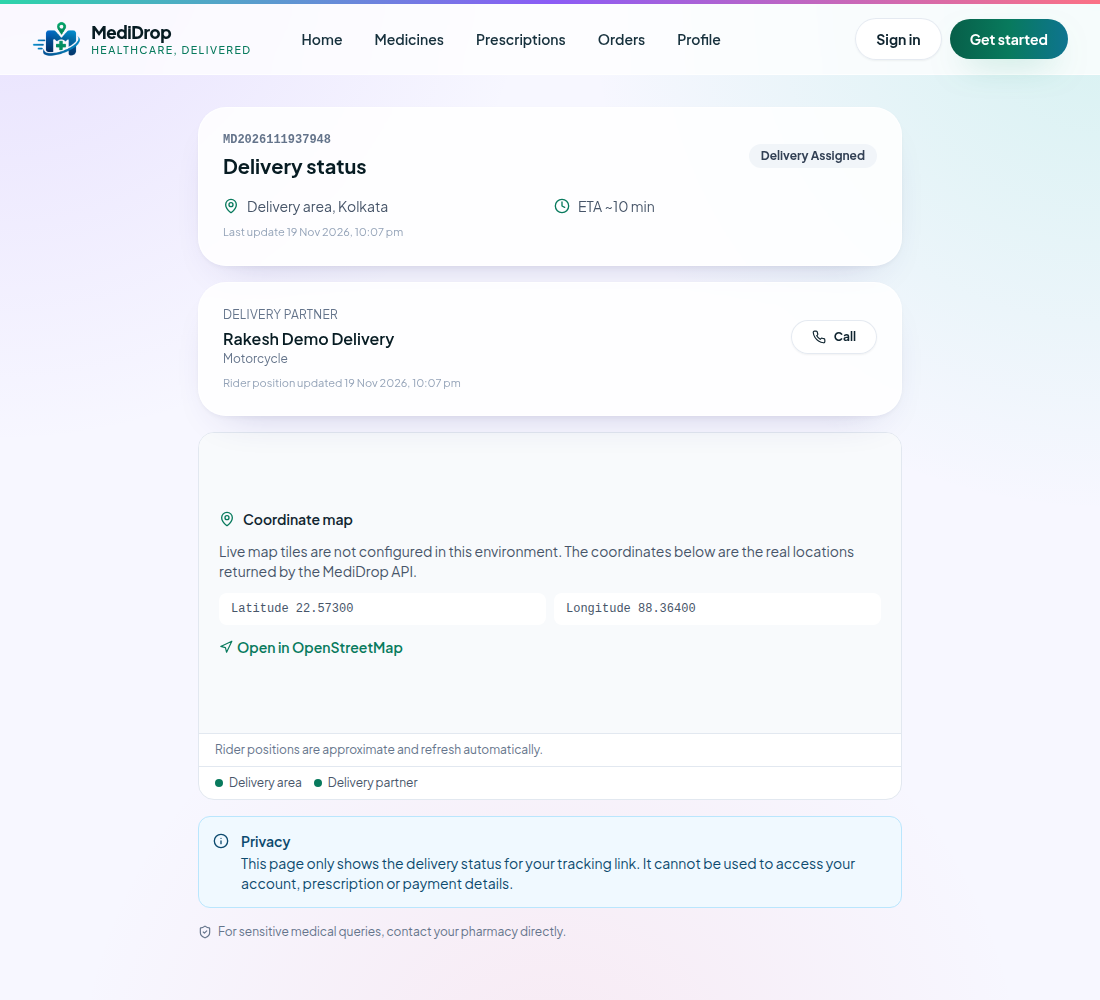 MediDrop
HEALTHCARE, DELIVERED
Home
Medicines
Prescriptions
Orders
Profile
Sign in
Get started
MD2026111937948
Delivery status
Delivery Assigned
Delivery area, Kolkata
ETA ~10 min
Last update 19 Nov 2026, 10:07 pm
DELIVERY PARTNER
Rakesh Demo Delivery
Motorcycle
Call
Rider position updated 19 Nov 2026, 10:07 pm
Coordinate map
Live map tiles are not configured in this environment. The coordinates below are the real locations
returned by the MediDrop API.
Latitude 22.57300
Longitude 88.36400
Open in OpenStreetMap
Rider positions are approximate and refresh automatically.
Delivery area
Delivery partner
Privacy
This page only shows the delivery status for your tracking link. It cannot be used to access your
account, prescription or payment details.
For sensitive medical queries, contact your pharmacy directly.